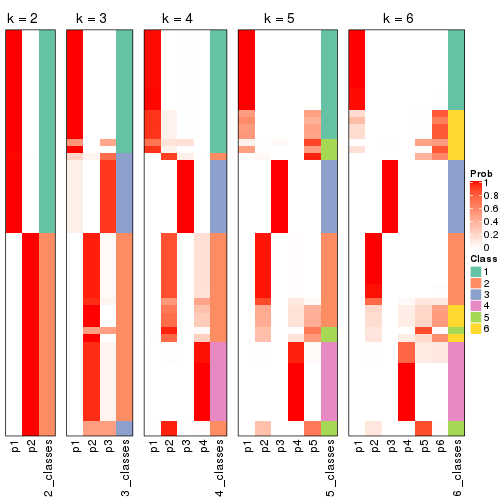 k = 2
k = 3
k = 4
k = 5
k = 6
p1
p2
2_classes
p1
p2
p3
3_classes
p1
p2
p3
p4
4_classes
p1
p2
p3
p4
p5
5_classes
p1
p2
p3
p4
p5
p6
6_classes
Prob
1
0.8
0.6
0.4
0.2
0
Class
1
2
3
4
5
6